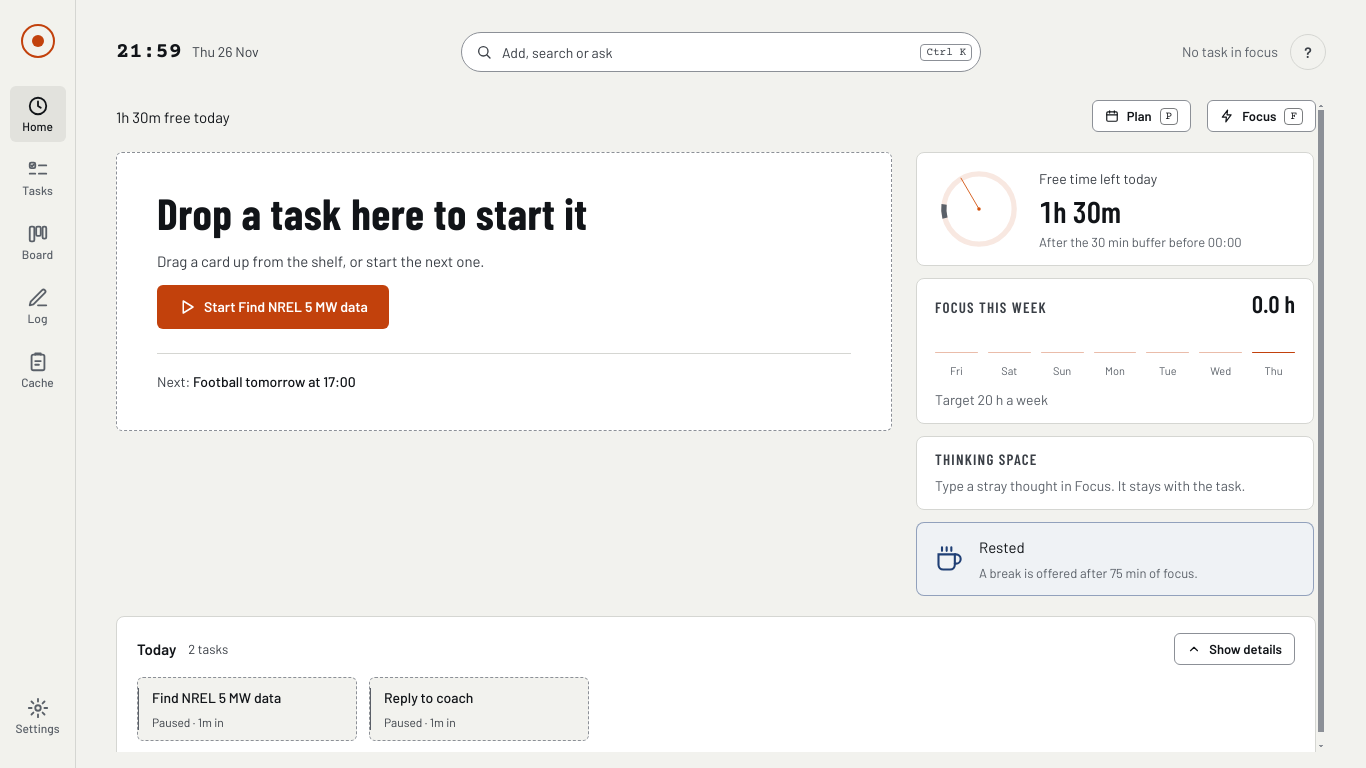 21:59 Thu 26 Nov
Add, search or ask Ctrl K
No task in focus ?
Home
Tasks
Board
Log
Cache
Settings
1h 30m free today
Plan P
Focus F
Drop a task here to start it
Drag a card up from the shelf, or start the next one.
Start Find NREL 5 MW data
Next: Football tomorrow at 17:00
Free time left today
1h 30m
After the 30 min buffer before 00:00
FOCUS THIS WEEK 0.0 h
Fri Sat Sun Mon Tue Wed Thu
Target 20 h a week
THINKING SPACE
Type a stray thought in Focus. It stays with the task.
Rested
A break is offered after 75 min of focus.
Today 2 tasks
Show details
Find NREL 5 MW data
Paused · 1m in
Reply to coach
Paused · 1m in